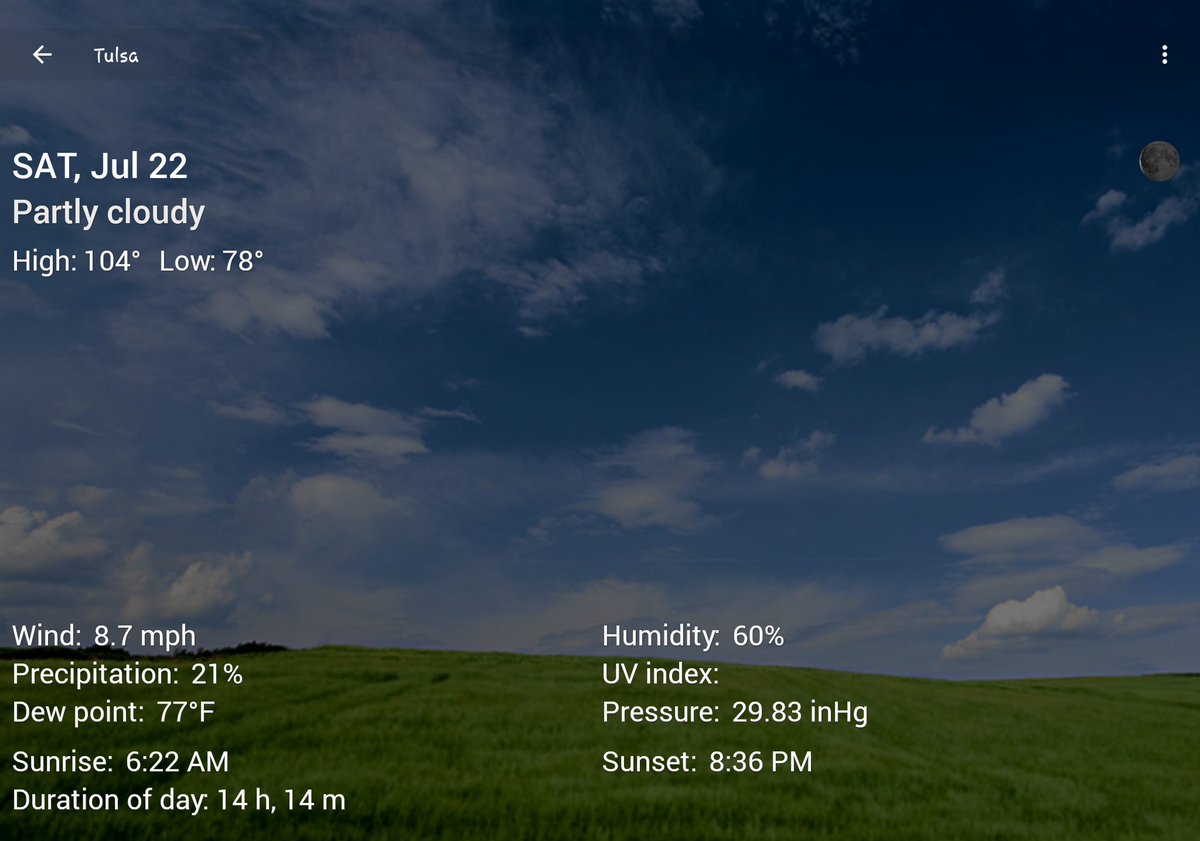 Tulsa
SAT, Jul 22
Partly cloudy
High: 104° Low: 78°
Wind: 8.7 mph
Humidity: 60%
Precipitation: 21%
UV index:
Dew point: 77°F
Pressure: 29.83 inHg
Sunrise: 6:22 AM
Sunset: 8:36 PM
Duration of day: 14 h, 14 m